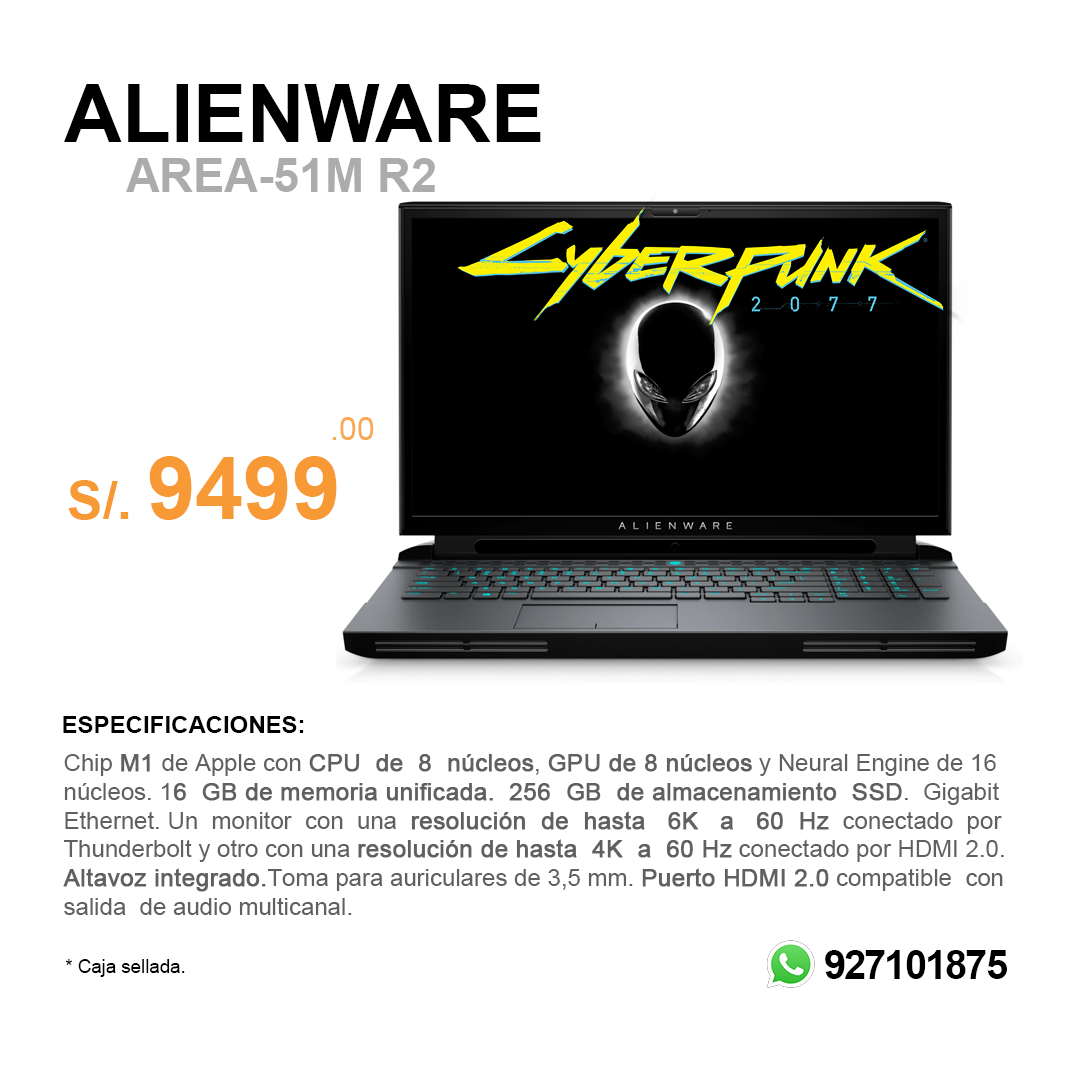 ALIENWARE
AREA-51M R2
CYBERPUNK
2077
.00
S/. 9499
ALIENWARE
ESPECIFICACIONES:
Chip M1 de Apple con CPU de 8 núcleos, GPU de 8 núcleos y Neural Engine de 16
núcleos. 16 GB de memoria unificada. 256 GB de almacenamiento SSD. Gigabit
Ethernet. Un monitor con una resolución de hasta 6K a 60 Hz conectado por
Thunderbolt y otro con una resolución de hasta 4K a 60 Hz conectado por HDMI 2.0.
Altavoz integrado.Toma para auriculares de 3,5 mm. Puerto HDMI 2.0 compatible con
salida de audio multicanal.
* Caja sellada.
927101875